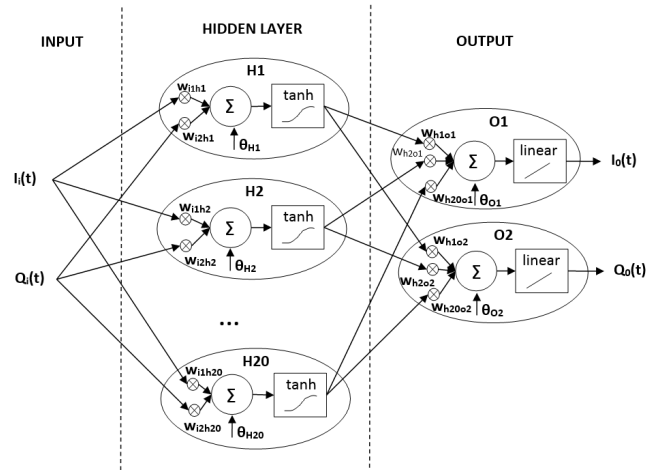 INPUT
HIDDEN LAYER
OUTPUT
H1
wi1h1
wi2h1
Σ
θH1
tanh
H2
wi1h2
wi2h2
Σ
θH2
tanh
...
H20
wi1h20
wi2h20
Σ
θH20
tanh
Ii(t)
Qi(t)
O1
wh1o1
wh2o1
wh20o1
Σ
θO1
linear
I0(t)
O2
wh1o2
wh2o2
wh20o2
Σ
θO2
linear
Q0(t)